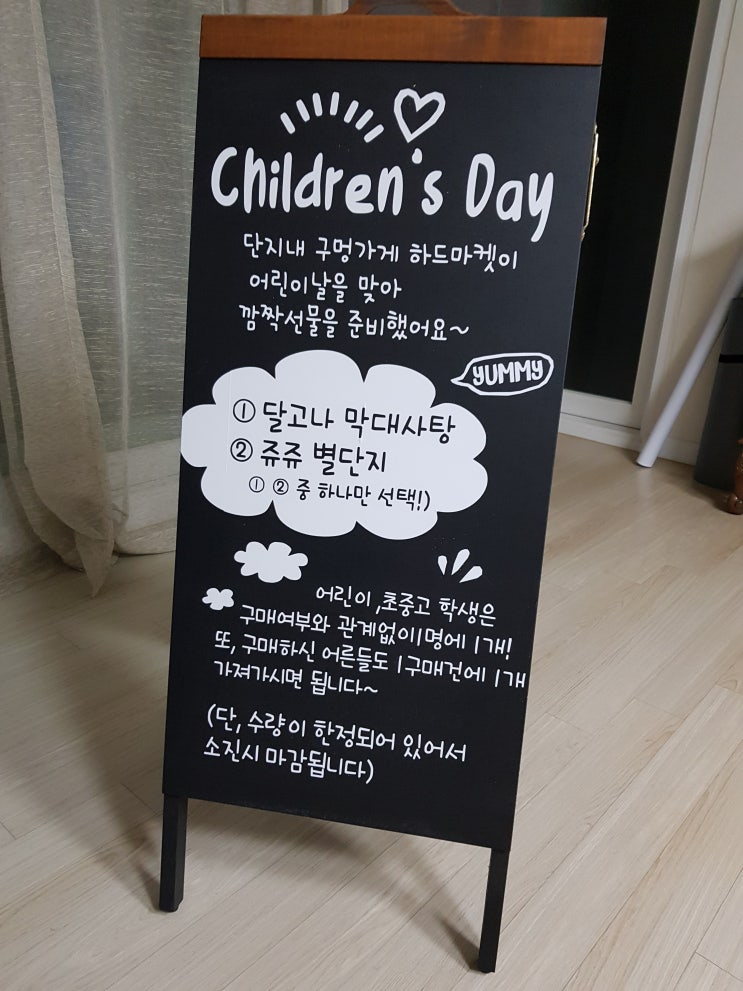 Children's Day
단지내 구멍가게 하드마켓이
어린이날을 맞아
깜짝선물을 준비했어요~
YUMMY
① 달고나 막대사탕
② 쥬쥬 별단지
① ② 중 하나만 선택!)
어린이,초중고 학생은
구매여부와 관계없이 1명에 1개!
또, 구매하신 어른들도 1구매건에 1개
가져가시면 됩니다~
(단, 수량이 한정되어 있어서
소진시 마감됩니다)